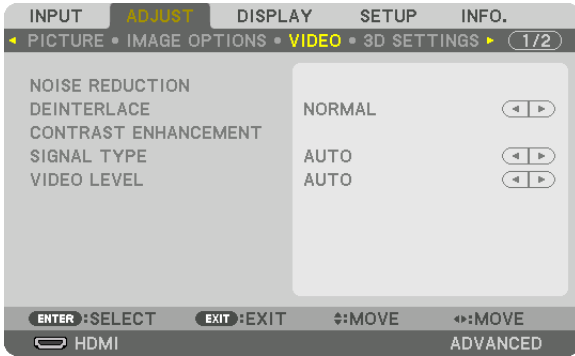 INPUT ADJUST DISPLAY SETUP INFO.
◂ PICTURE • IMAGE OPTIONS • VIDEO • 3D SETTINGS ▸ 1/2
NOISE REDUCTION
DEINTERLACE NORMAL
CONTRAST ENHANCEMENT
SIGNAL TYPE AUTO
VIDEO LEVEL AUTO
ENTER :SELECT EXIT :EXIT :MOVE :MOVE
HDMI ADVANCED